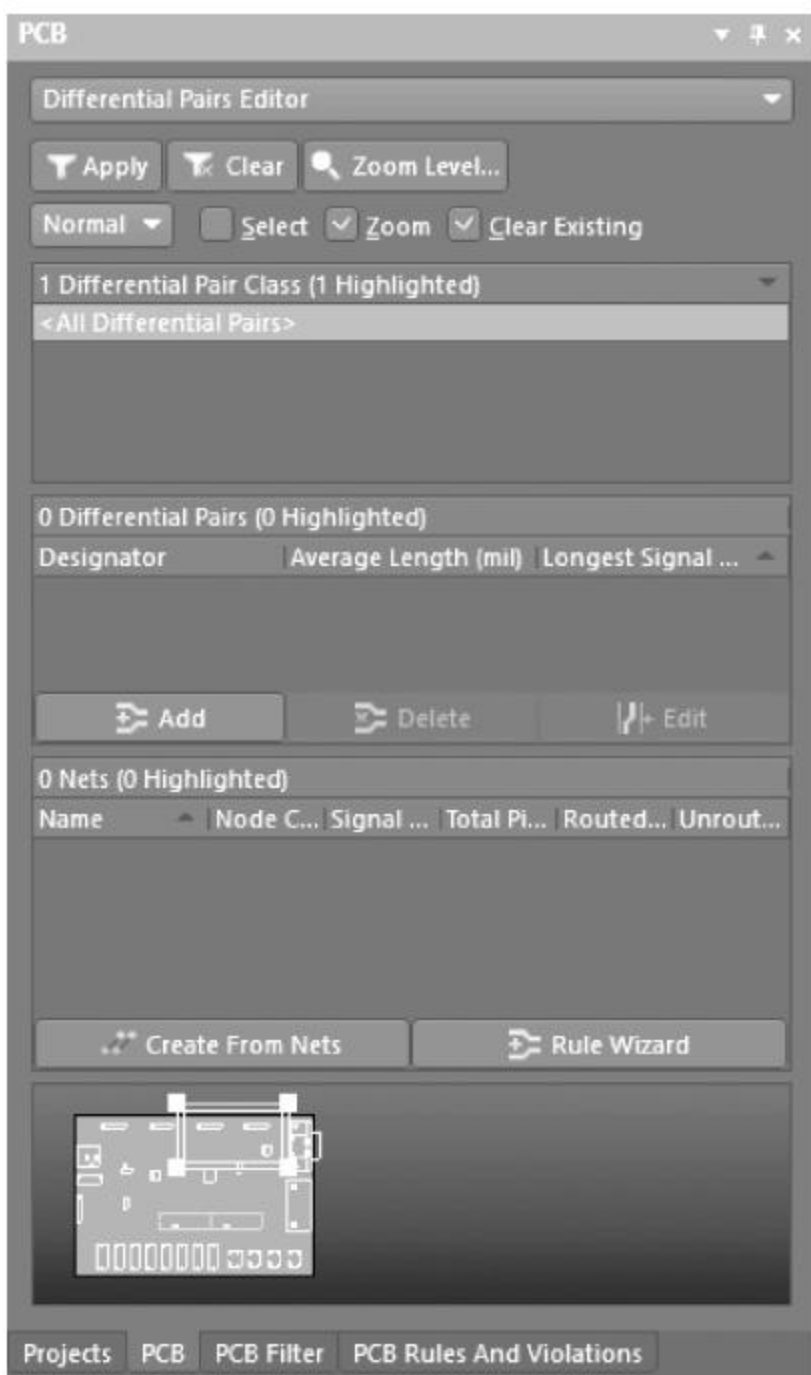 PCB
Differential Pairs Editor
Apply Clear Zoom Level...
Normal Select Zoom Clear Existing
1 Differential Pair Class (1 Highlighted)
<All Differential Pairs>
0 Differential Pairs (0 Highlighted)
Designator Average Length (mil) Longest Signal ...
Add Delete Edit
0 Nets (0 Highlighted)
Name Node C... Signal ... Total Pi... Routed... Unrout...
Create From Nets Rule Wizard
Projects PCB PCB Filter PCB Rules And Violations